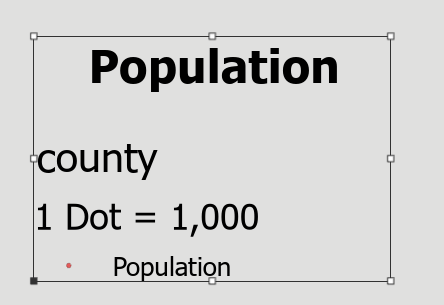 Population
county
1 Dot = 1,000
Population